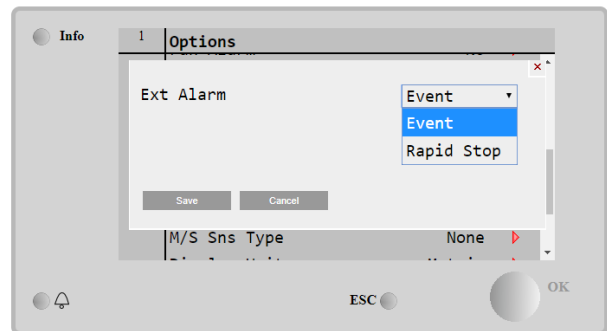 Info
1 Options
Ext Alarm
Event
Event
Rapid Stop
Save Cancel
M/S Sns Type None
ESC
OK